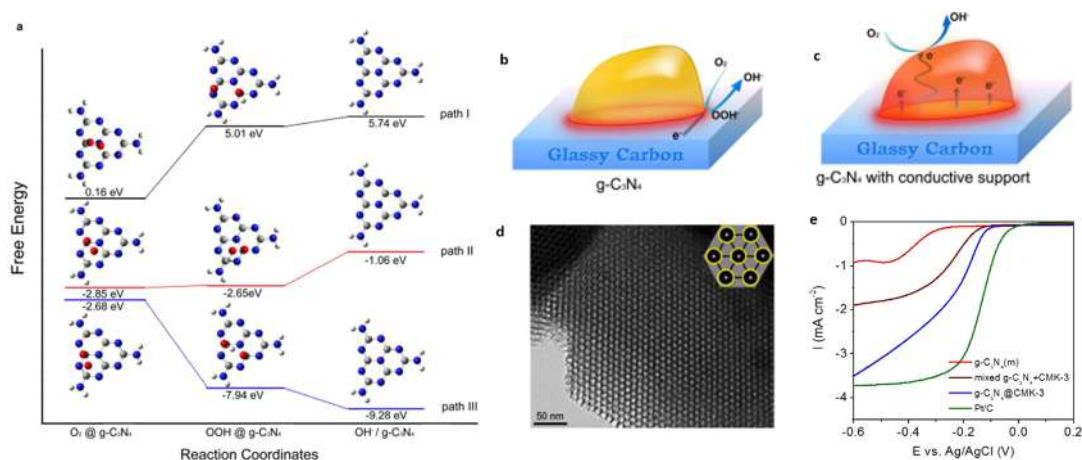 a
Free Energy
0.16 eV
5.01 eV
5.74 eV
path I
-2.85 eV
-2.65eV
-1.06 eV
path II
-2.68 eV
-7.94 eV
-9.28 eV
path III
O₂ @ g-C₃N₄
OOH @ g-C₃N₄
OH⁻/ g-C₃N₄
Reaction Coordinates
b
O₂
OH⁻
OOH⁻
e⁻
Glassy Carbon
g-C₃N₄
c
O₂
OH⁻
e⁻
e⁻
e⁻
e⁻
Glassy Carbon
g-C₃N₄ with conductive support
d
50 nm
e
0
-1
-2
-3
-4
I (mA cm⁻²)
g-C₃N₄(m)
mixed g-C₃N₄+CMK-3
g-C₃N₄@CMK-3
Pt/C
-0.6
-0.4
-0.2
0.0
0.2
E vs. Ag/AgCl (V)